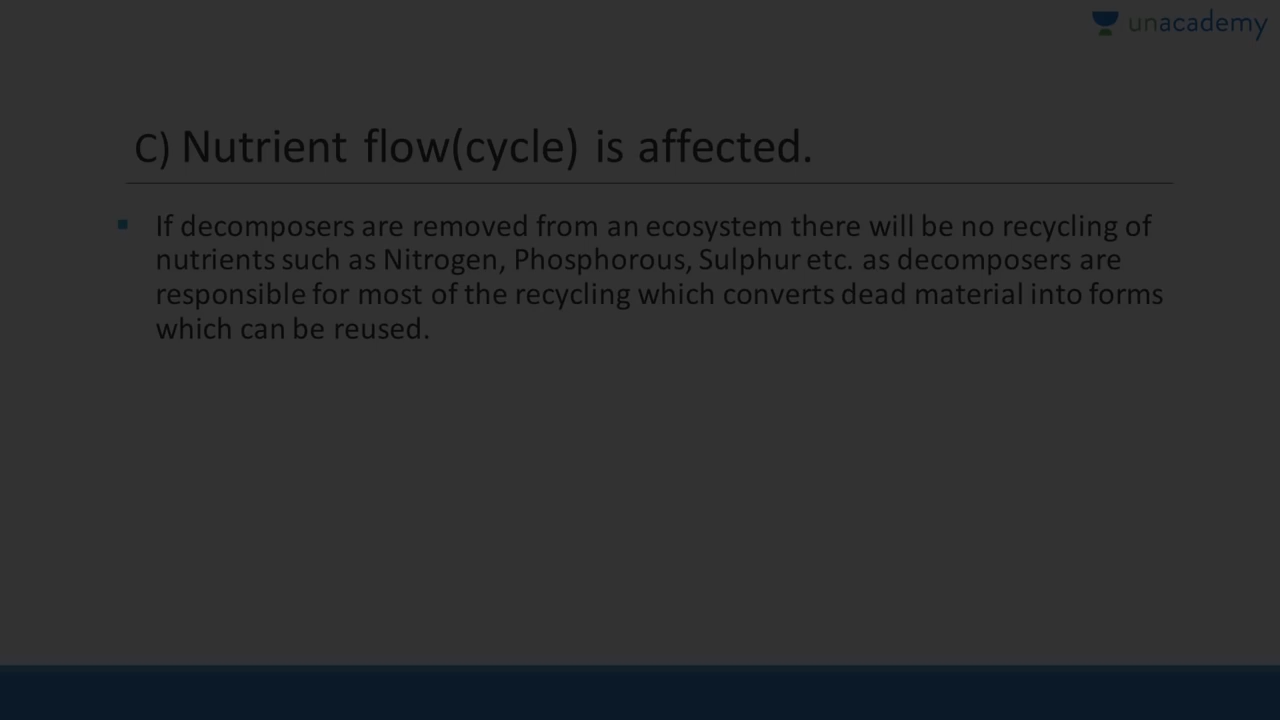 unacademy
C) Nutrient flow(cycle) is affected.
If decomposers are removed from an ecosystem there will be no recycling of
nutrients such as Nitrogen, Phosphorous, Sulphur etc. as decomposers are
responsible for most of the recycling which converts dead material into forms
which can be reused.